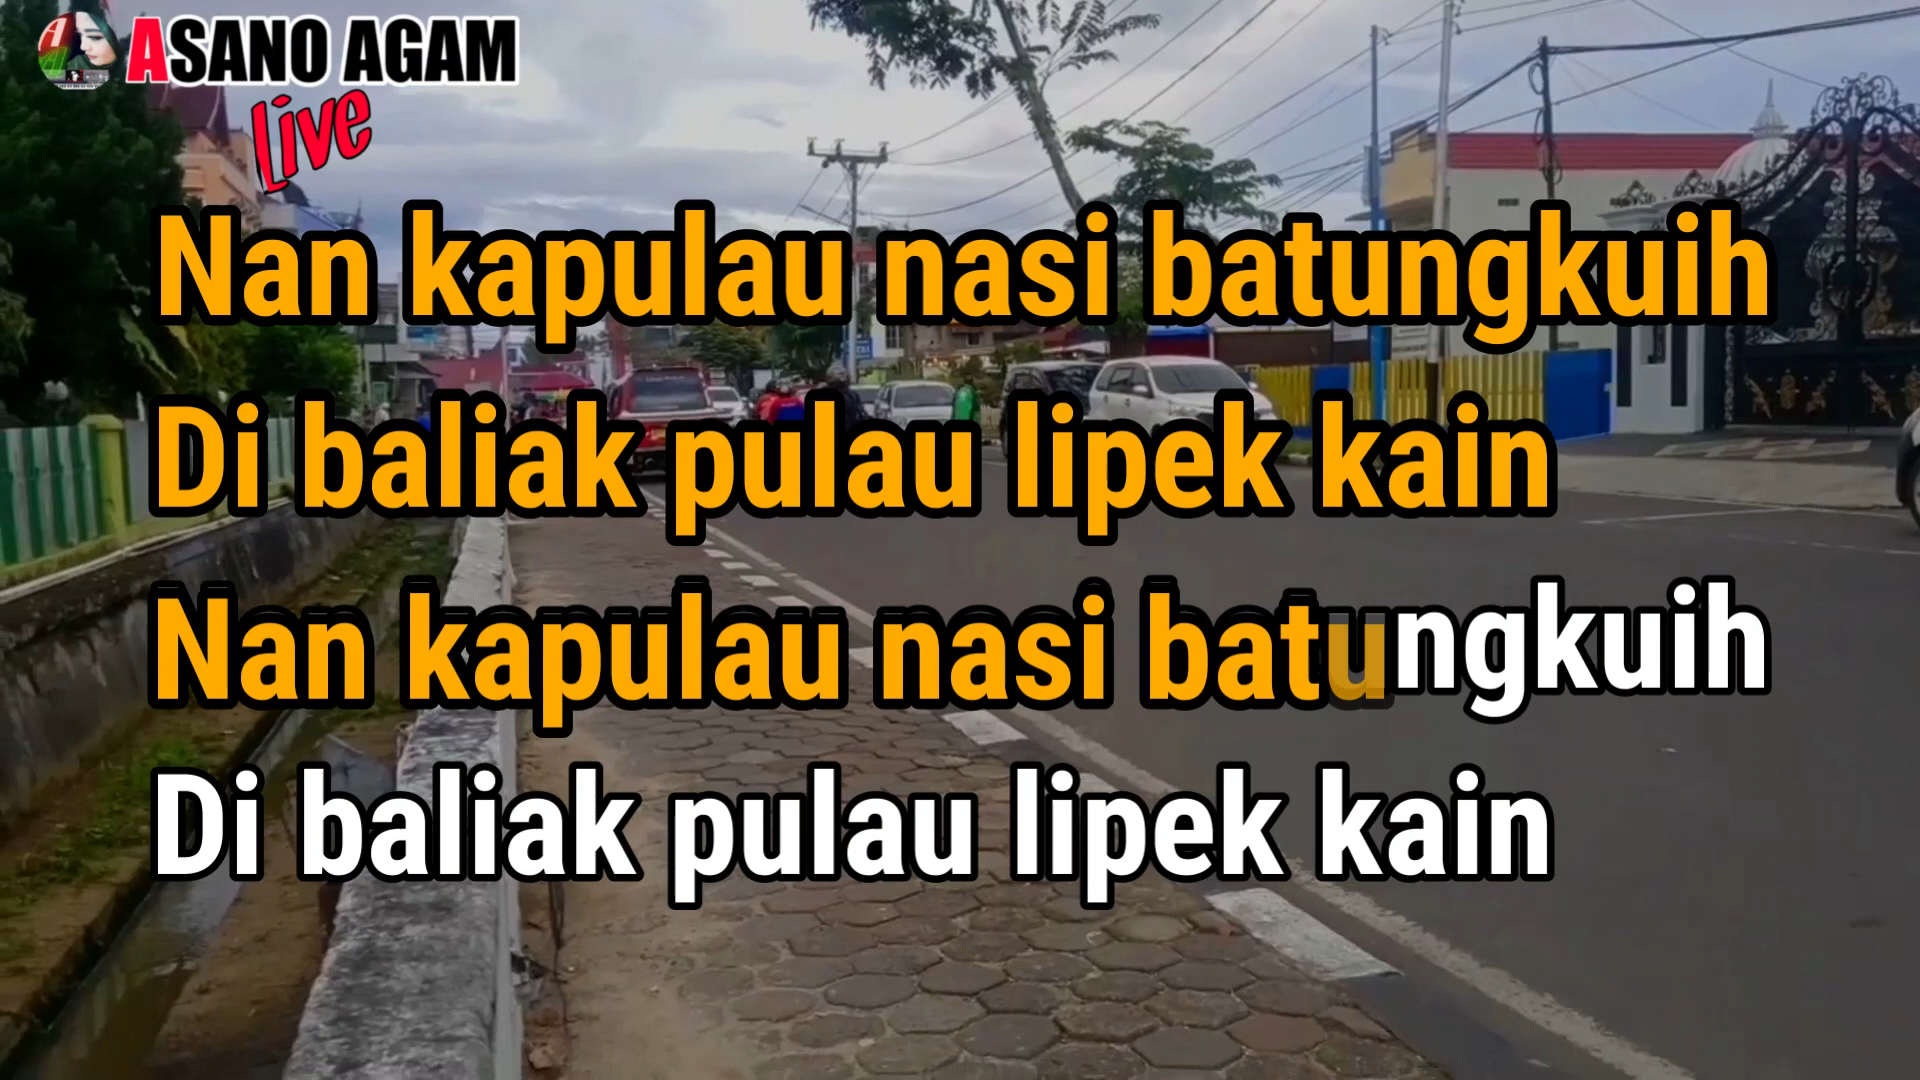 ASANO AGAM
Live
Nan kapulau nasi batungkuih
Di baliak pulau lipek kain
Nan kapulau nasi batungkuih
Di baliak pulau lipek kain